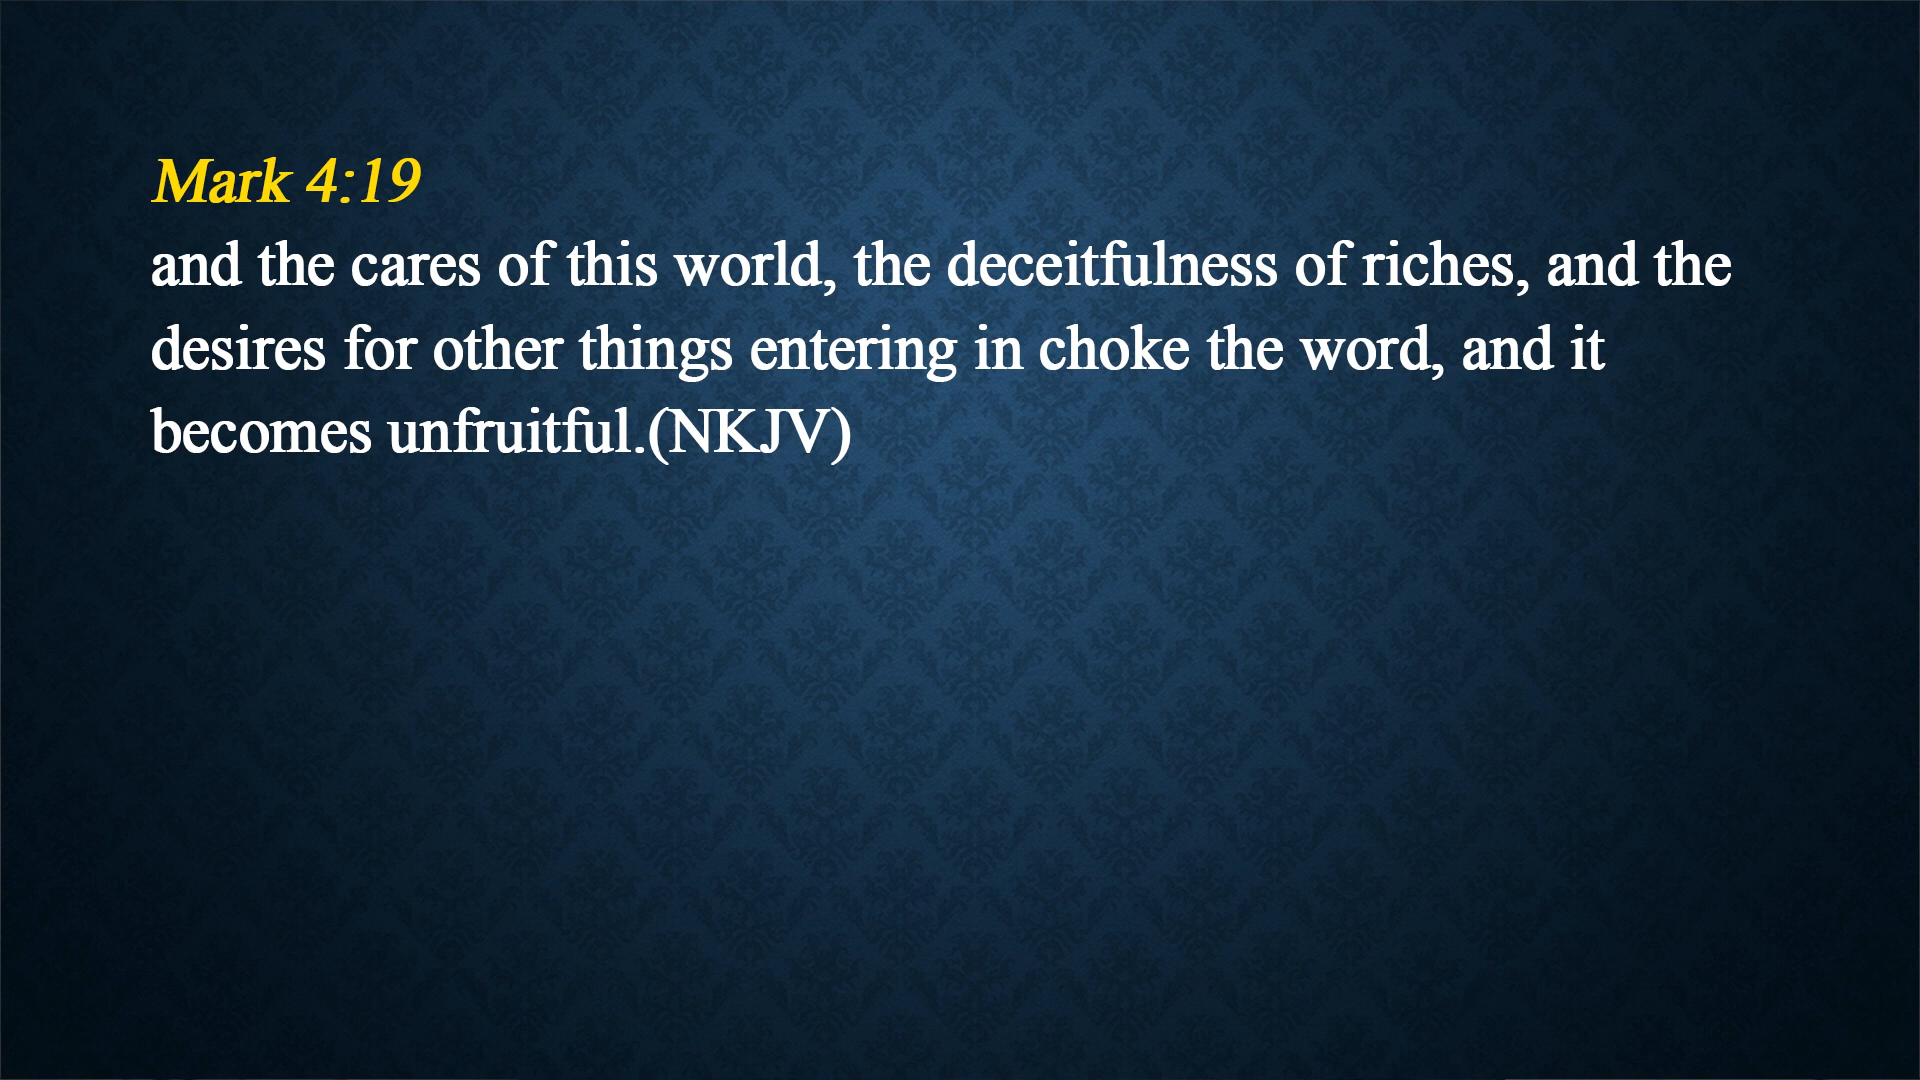 Mark 4:19
and the cares of this world, the deceitfulness of riches, and the
desires for other things entering in choke the word, and it
becomes unfruitful.(NKJV)